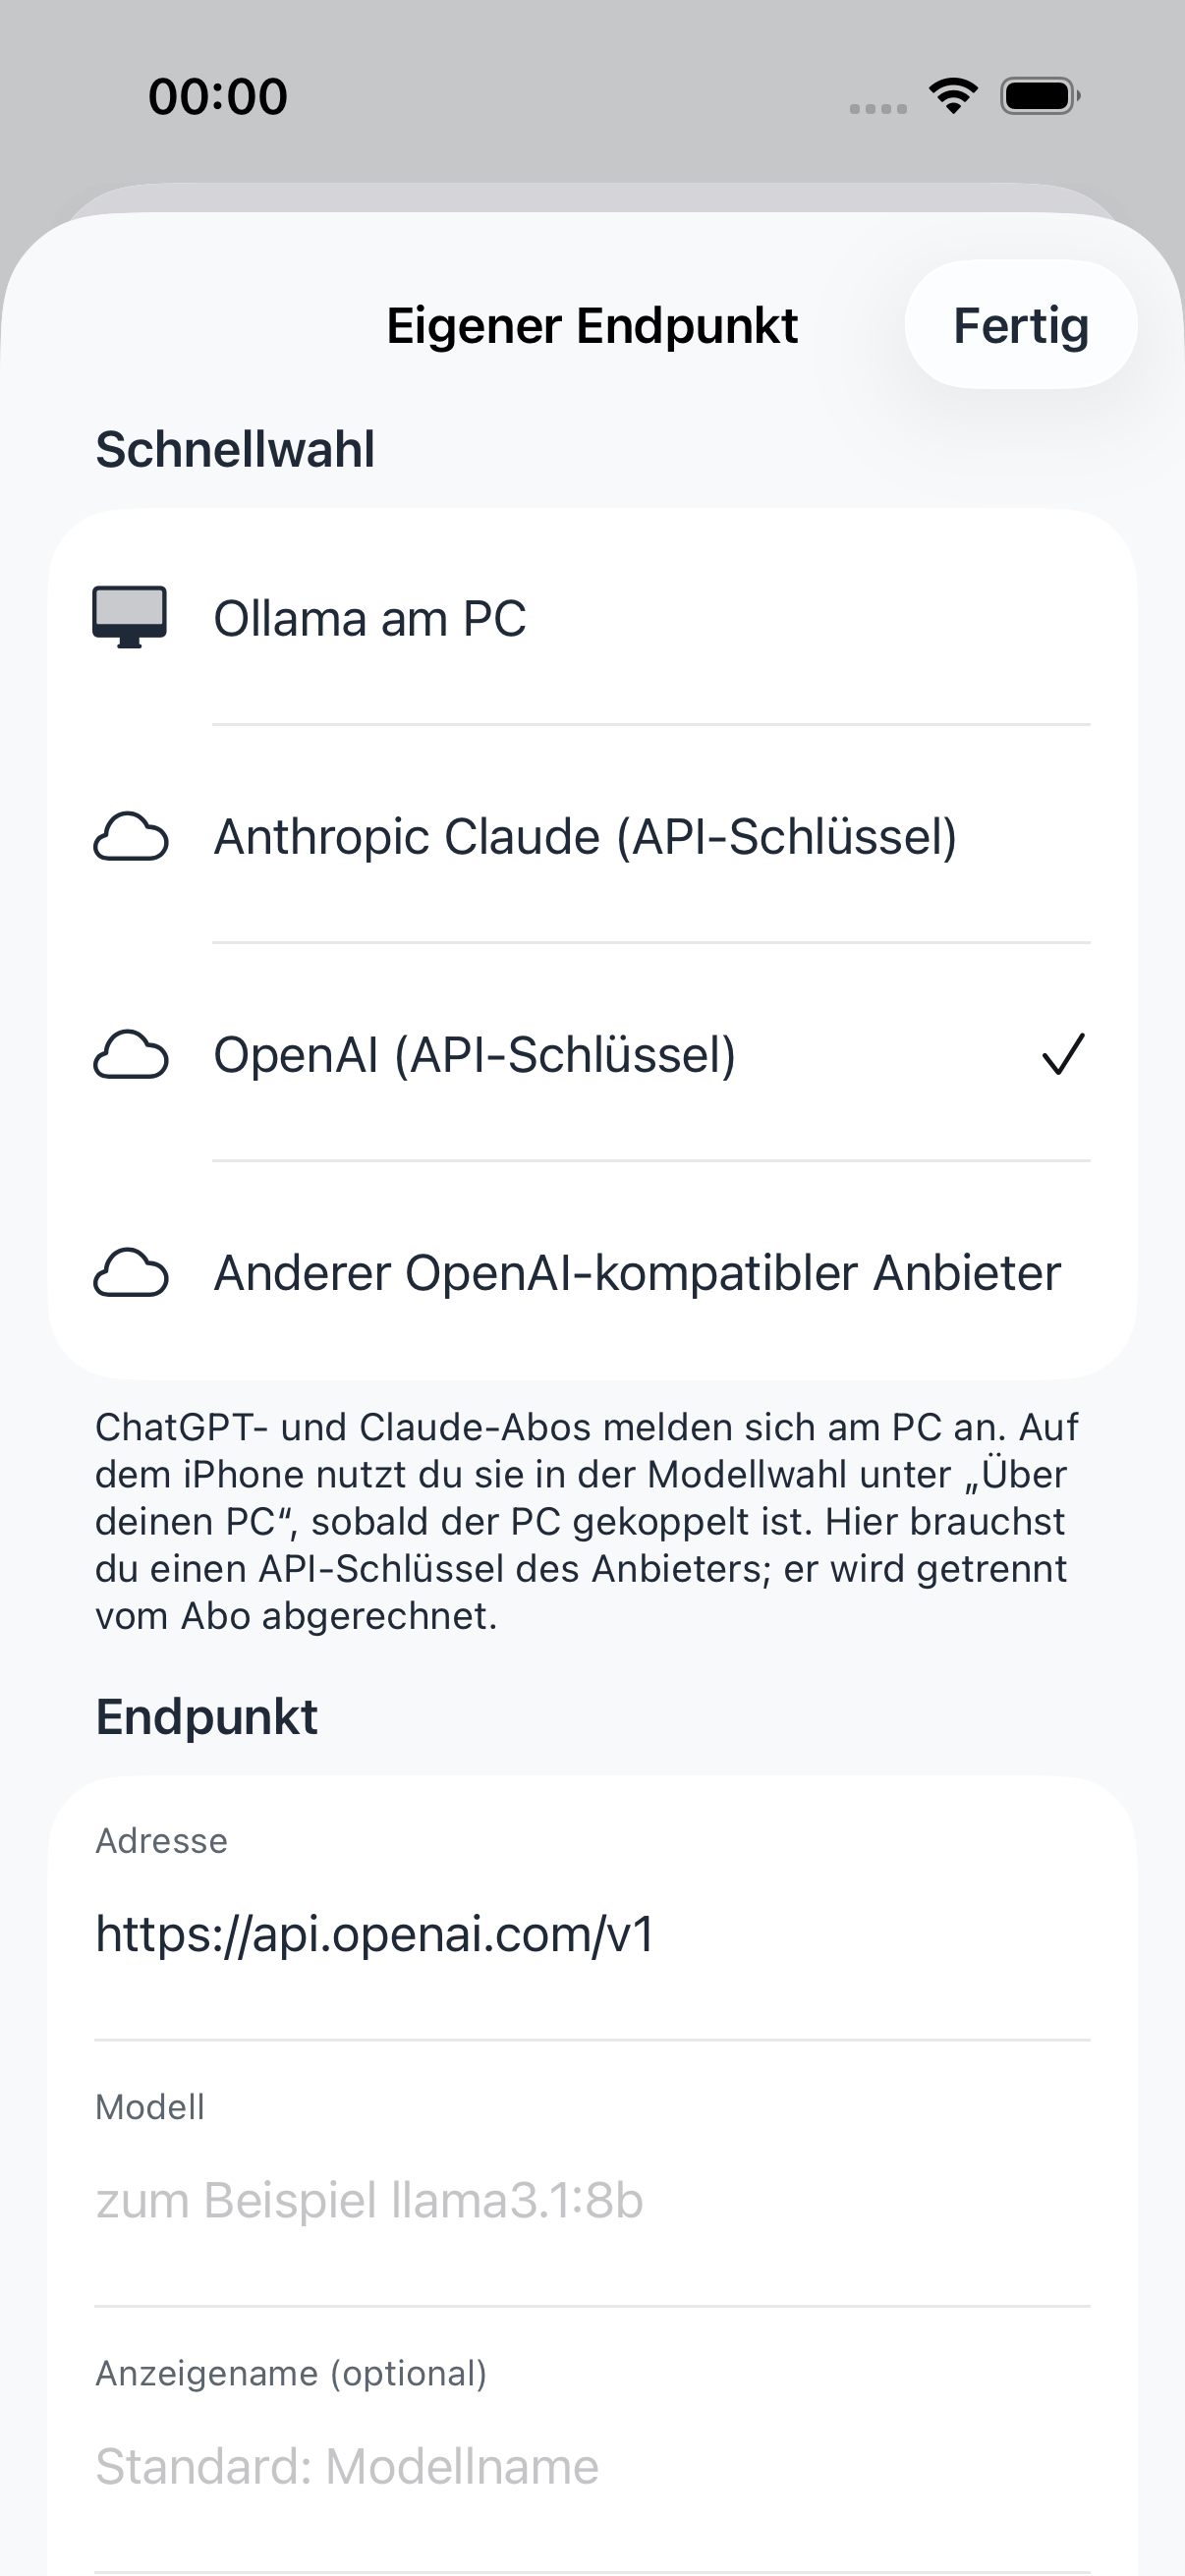 00:00
Eigener Endpunkt
Fertig
Schnellwahl
Ollama am PC
Anthropic Claude (API-Schlüssel)
OpenAI (API-Schlüssel)
Anderer OpenAI-kompatibler Anbieter
ChatGPT- und Claude-Abos melden sich am PC an. Auf
dem iPhone nutzt du sie in der Modellwahl unter „Über
deinen PC“, sobald der PC gekoppelt ist. Hier brauchst
du einen API-Schlüssel des Anbieters; er wird getrennt
vom Abo abgerechnet.
Endpunkt
Adresse
https://api.openai.com/v1
Modell
zum Beispiel llama3.1:8b
Anzeigename (optional)
Standard: Modellname